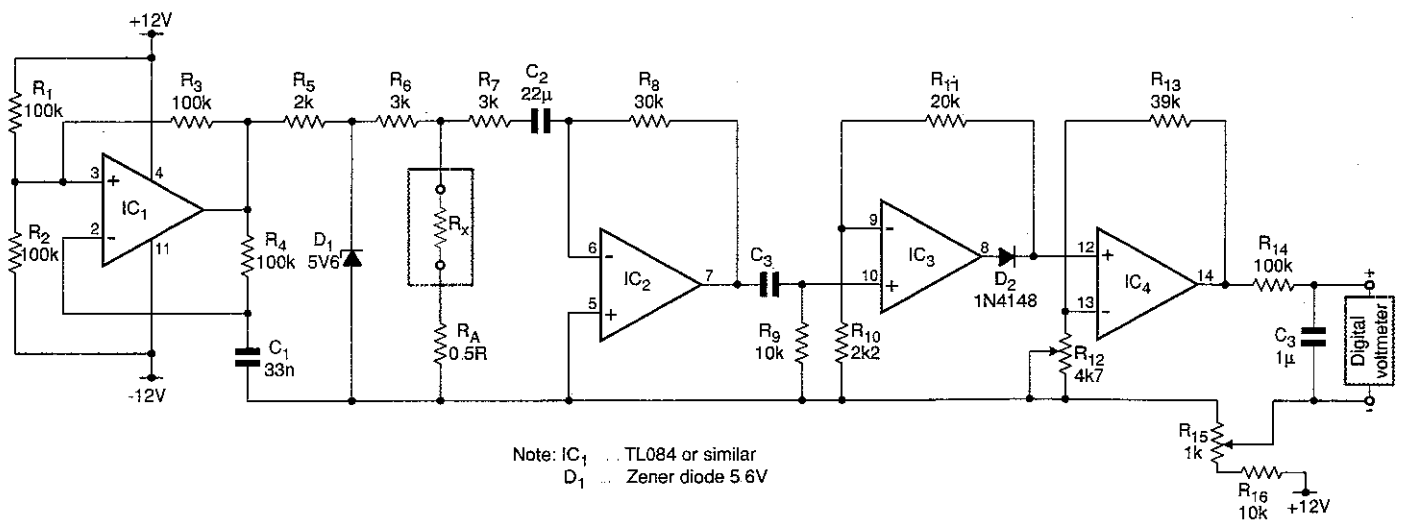 +12V
R1
100k
R3
100k
R5
2k
R6
3k
R7
3k
C2
22µ
R8
30k
R11
20k
R13
39k
3
+
4
IC1
2
-
11
R2
100k
R4
100k
D1
5V6
Rx
RA
0.5R
C1
33n
-12V
6
-
5
+
IC2
7
C3
R9
10k
9
-
10
+
IC3
8
D2
1N4148
R10
2k2
12
+
13
-
IC4
14
R12
4k7
R14
100k
C3
1µ
+
Digital
voltmeter
-
R15
1k
R16
10k
+12V
Note: IC1 ... TL084 or similar
D1 ... Zener diode 5.6V